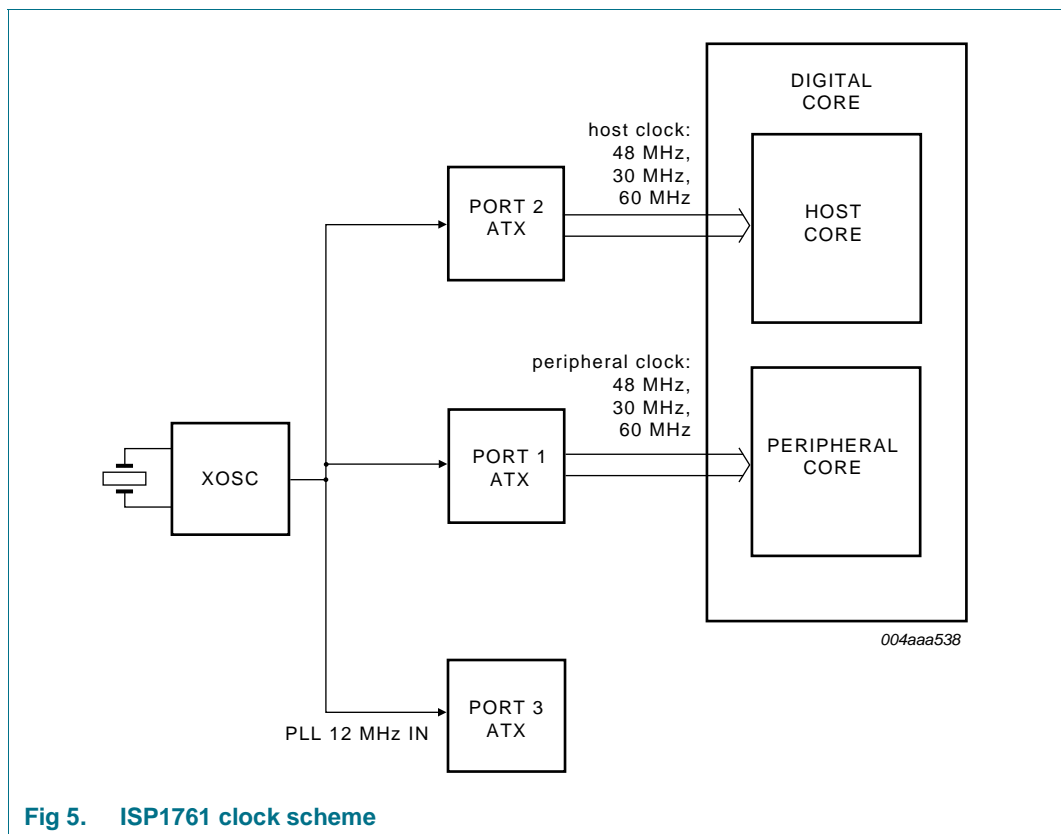 DIGITAL
CORE
host clock:
48 MHz,
30 MHz,
60 MHz
PORT 2
ATX
HOST
CORE
peripheral clock:
48 MHz,
30 MHz,
60 MHz
XOSC
PORT 1
ATX
PERIPHERAL
CORE
004aaa538
PORT 3
ATX
PLL 12 MHz IN
Fig 5. ISP1761 clock scheme